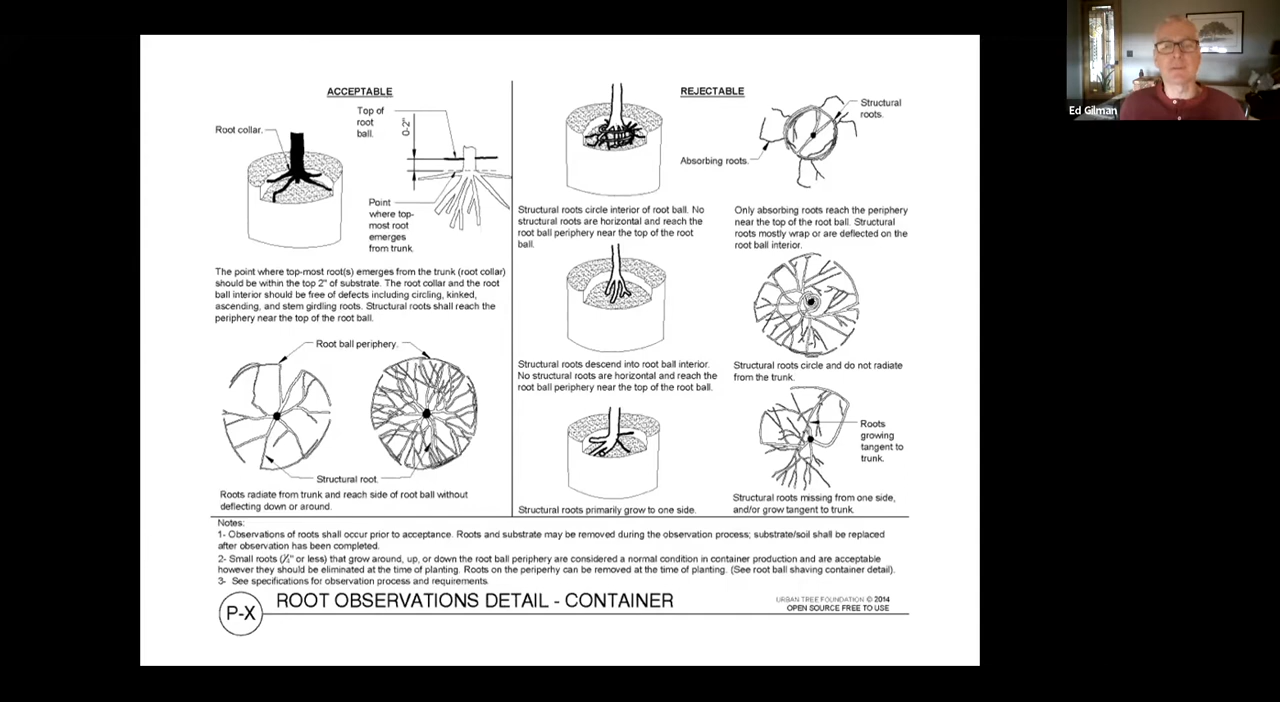 ACCEPTABLE
Root collar.
Top of
root
ball.
0-2"
Point
where top-
most root
emerges
from trunk.
The point where top-most root(s) emerges from the trunk (root collar)
should be within the top 2" of substrate. The root collar and the root
ball interior should be free of defects including circling, kinked,
ascending, and stem girdling roots. Structural roots shall reach the
periphery near the top of the root ball.
Root ball periphery.
Structural root.
Roots radiate from trunk and reach side of root ball without
deflecting down or around.
REJECTABLE
Structural
roots.
Absorbing roots.
Structural roots circle interior of root ball. No
structural roots are horizontal and reach the
root ball periphery near the top of the root
ball.
Only absorbing roots reach the periphery
near the top of the root ball. Structural
roots mostly wrap or are deflected on the
root ball interior.
Structural roots descend into root ball interior.
No structural roots are horizontal and reach the
root ball periphery near the top of the root ball.
Structural roots circle and do not radiate
from the trunk.
Roots
growing
tangent to
trunk.
Structural roots primarily grow to one side.
Structural roots missing from one side,
and/or grow tangent to trunk.
Notes:
1- Observations of roots shall occur prior to acceptance. Roots and substrate may be removed during the observation process; substrate/soil shall be replaced
after observation has been completed.
2- Small roots (" or less) that grow around, up, or down the root ball periphery are considered a normal condition in container production and are acceptable
however they should be eliminated at the time of planting. Roots on the periperhy can be removed at the time of planting. (See root ball shaving container detail).
3- See specifications for observation process and requirements.
P-X
ROOT OBSERVATIONS DETAIL - CONTAINER
URBAN TREE FOUNDATION © 2014
OPEN SOURCE FREE TO USE
Ed Gilman